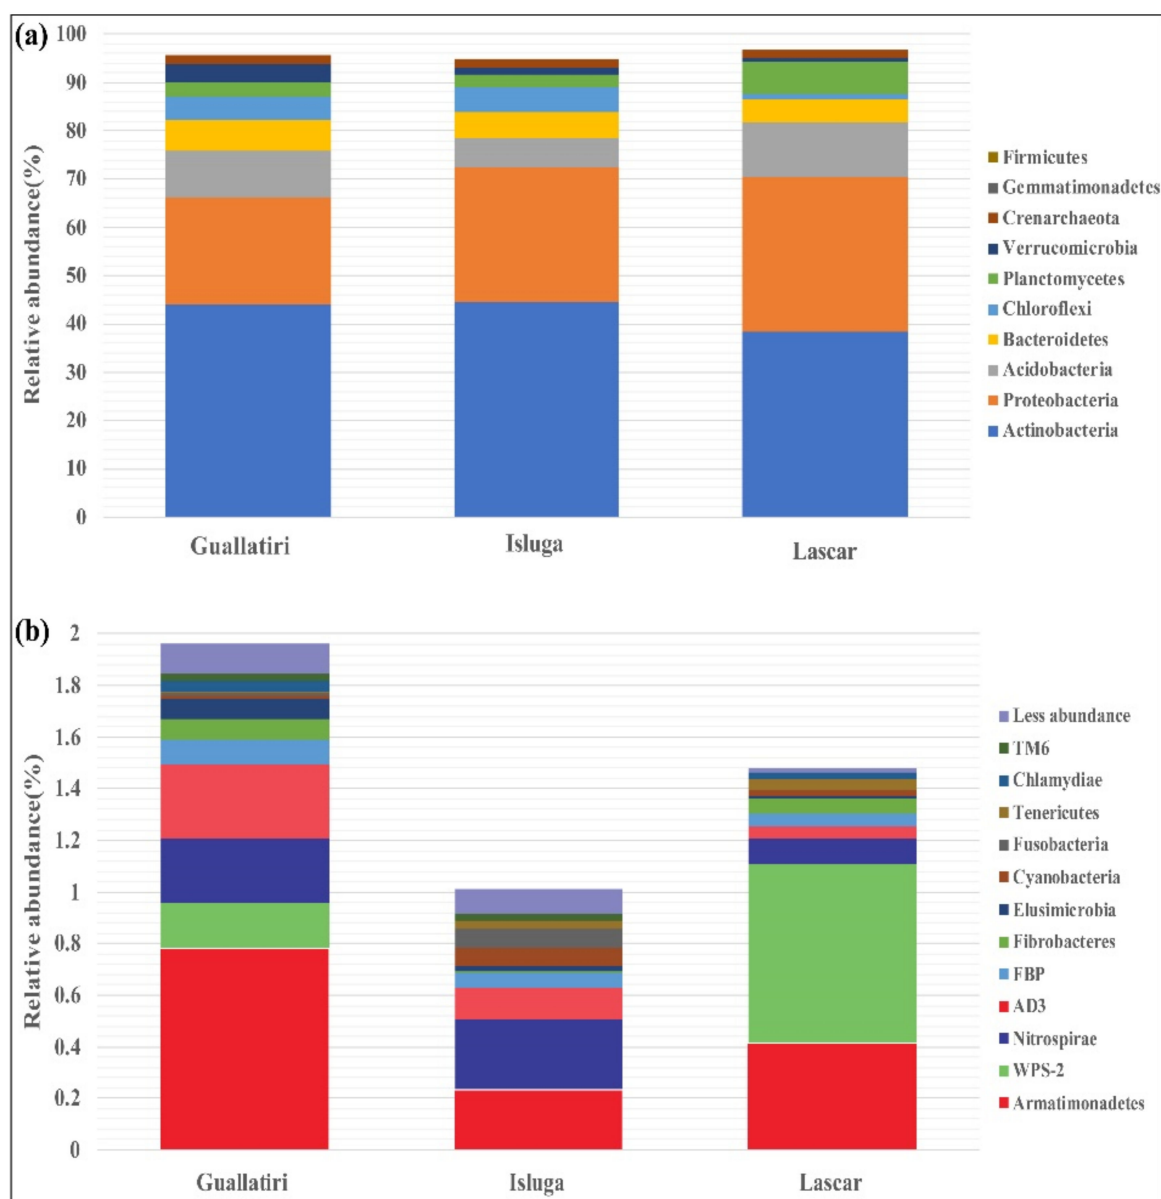 (a)
Relative abundance(%)
100
90
80
70
60
50
40
30
20
10
0
Guallatiri
Isluga
Lascar
Firmicutes
Gemmatimonadetes
Crenarchaeota
Verrucomicrobia
Planctomycetes
Chloroflexi
Bacteroidetes
Acidobacteria
Proteobacteria
Actinobacteria
(b)
Relative abundance(%)
2
1.8
1.6
1.4
1.2
1
0.8
0.6
0.4
0.2
0
Guallatiri
Isluga
Lascar
Less abundance
TM6
Chlamydiae
Tenericutes
Fusobacteria
Cyanobacteria
Elusimicrobia
Fibrobacteres
FBP
AD3
Nitrospirae
WPS-2
Armatimonadetes